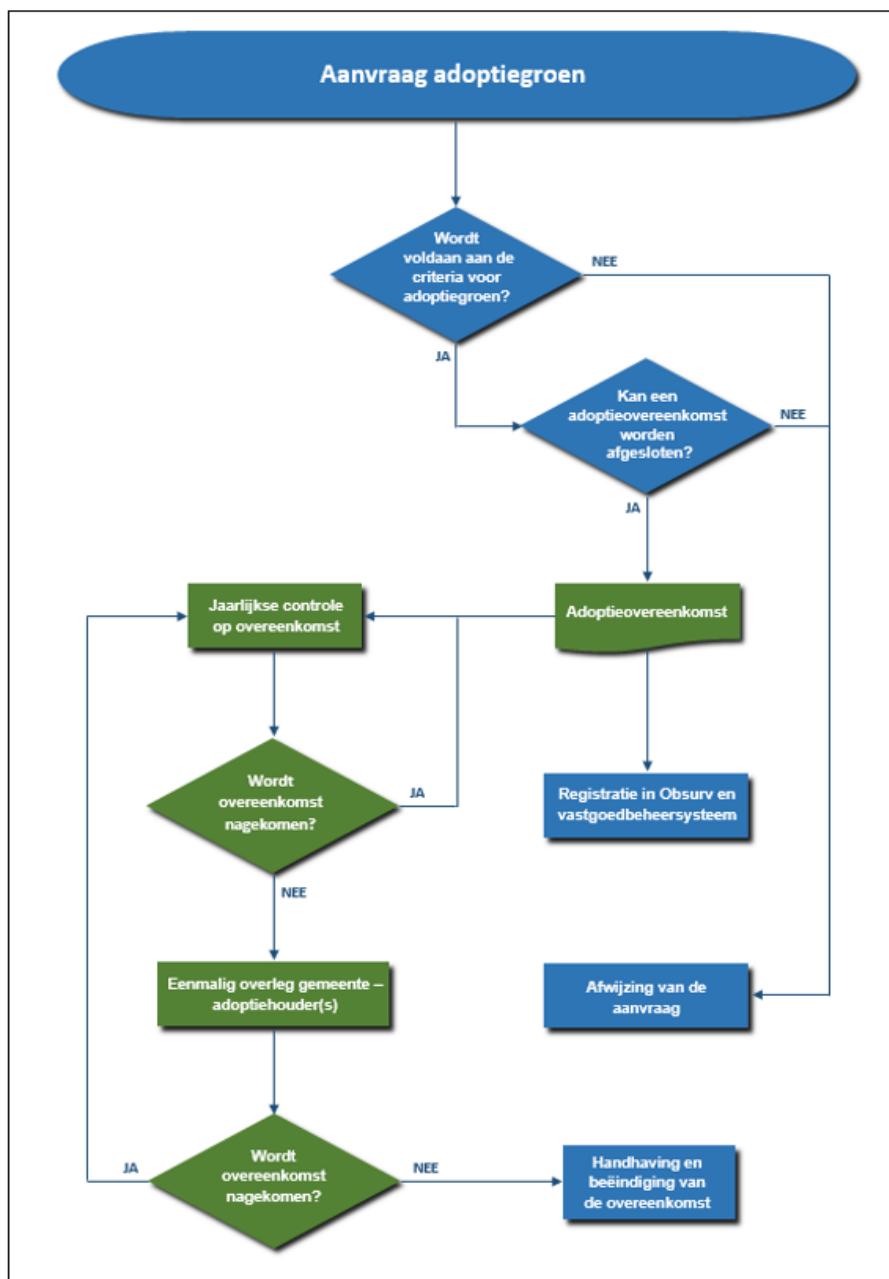 Aanvraag adoptiegroen
Wordt
voldaan aan de
criteria voor
adoptiegroen?
NEE
JA
Kan een
adoptieovereenkomst
worden
afgesloten?
NEE
JA
Jaarlijkse controle
op overeenkomst
Adoptieovereenkomst
Wordt
overeenkomst
nagekomen?
JA
NEE
Registratie in Obsurv en
vastgoedbeheersysteem
Eenmalig overleg gemeente –
adoptiehouder(s)
Afwijzing van de
aanvraag
Wordt
overeenkomst
nagekomen?
JA
NEE
Handhaving en
beëindiging van
de overeenkomst